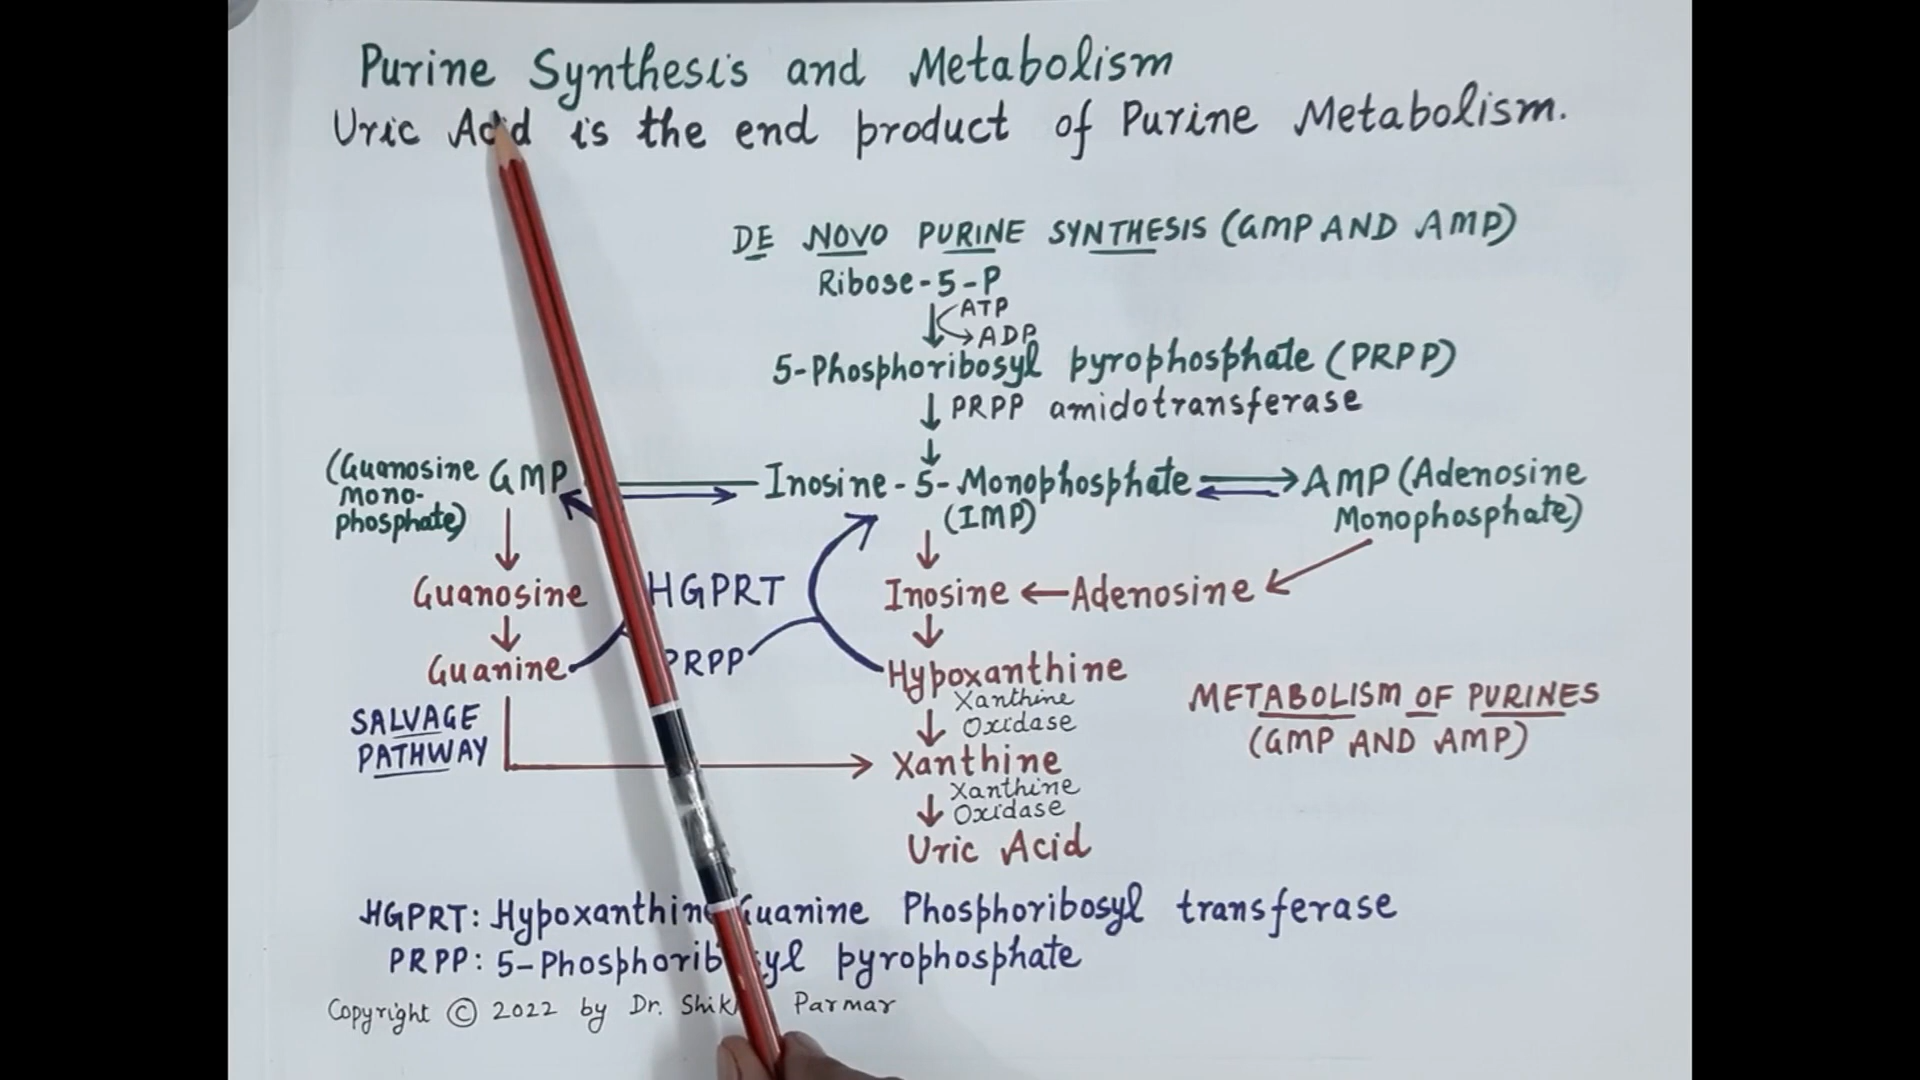 Purine Synthesis and Metabolism
Uric Acid is the end product of Purine Metabolism.
DE NOVO PURINE SYNTHESIS (GMP AND AMP)
Ribose-5-P
ATP
ADP
5-Phosphoribosyl pyrophosphate (PRPP)
PRPP amidotransferase
(Guanosine GMP
mono-
phosphate)
Inosine-5-Monophosphate
(IMP)
AMP (Adenosine
Monophosphate)
Guanosine
HGPRT
Inosine
Adenosine
Guanine
PRPP
Hypoxanthine
Xanthine
Oxidase
METABOLISM OF PURINES
(GMP AND AMP)
SALVAGE
PATHWAY
Xanthine
Xanthine
Oxidase
Uric Acid
HGPRT: Hypoxanthine Guanine Phosphoribosyl transferase
PRPP: 5-Phosphoribosyl pyrophosphate
Copyright © 2022 by Dr. Parmar